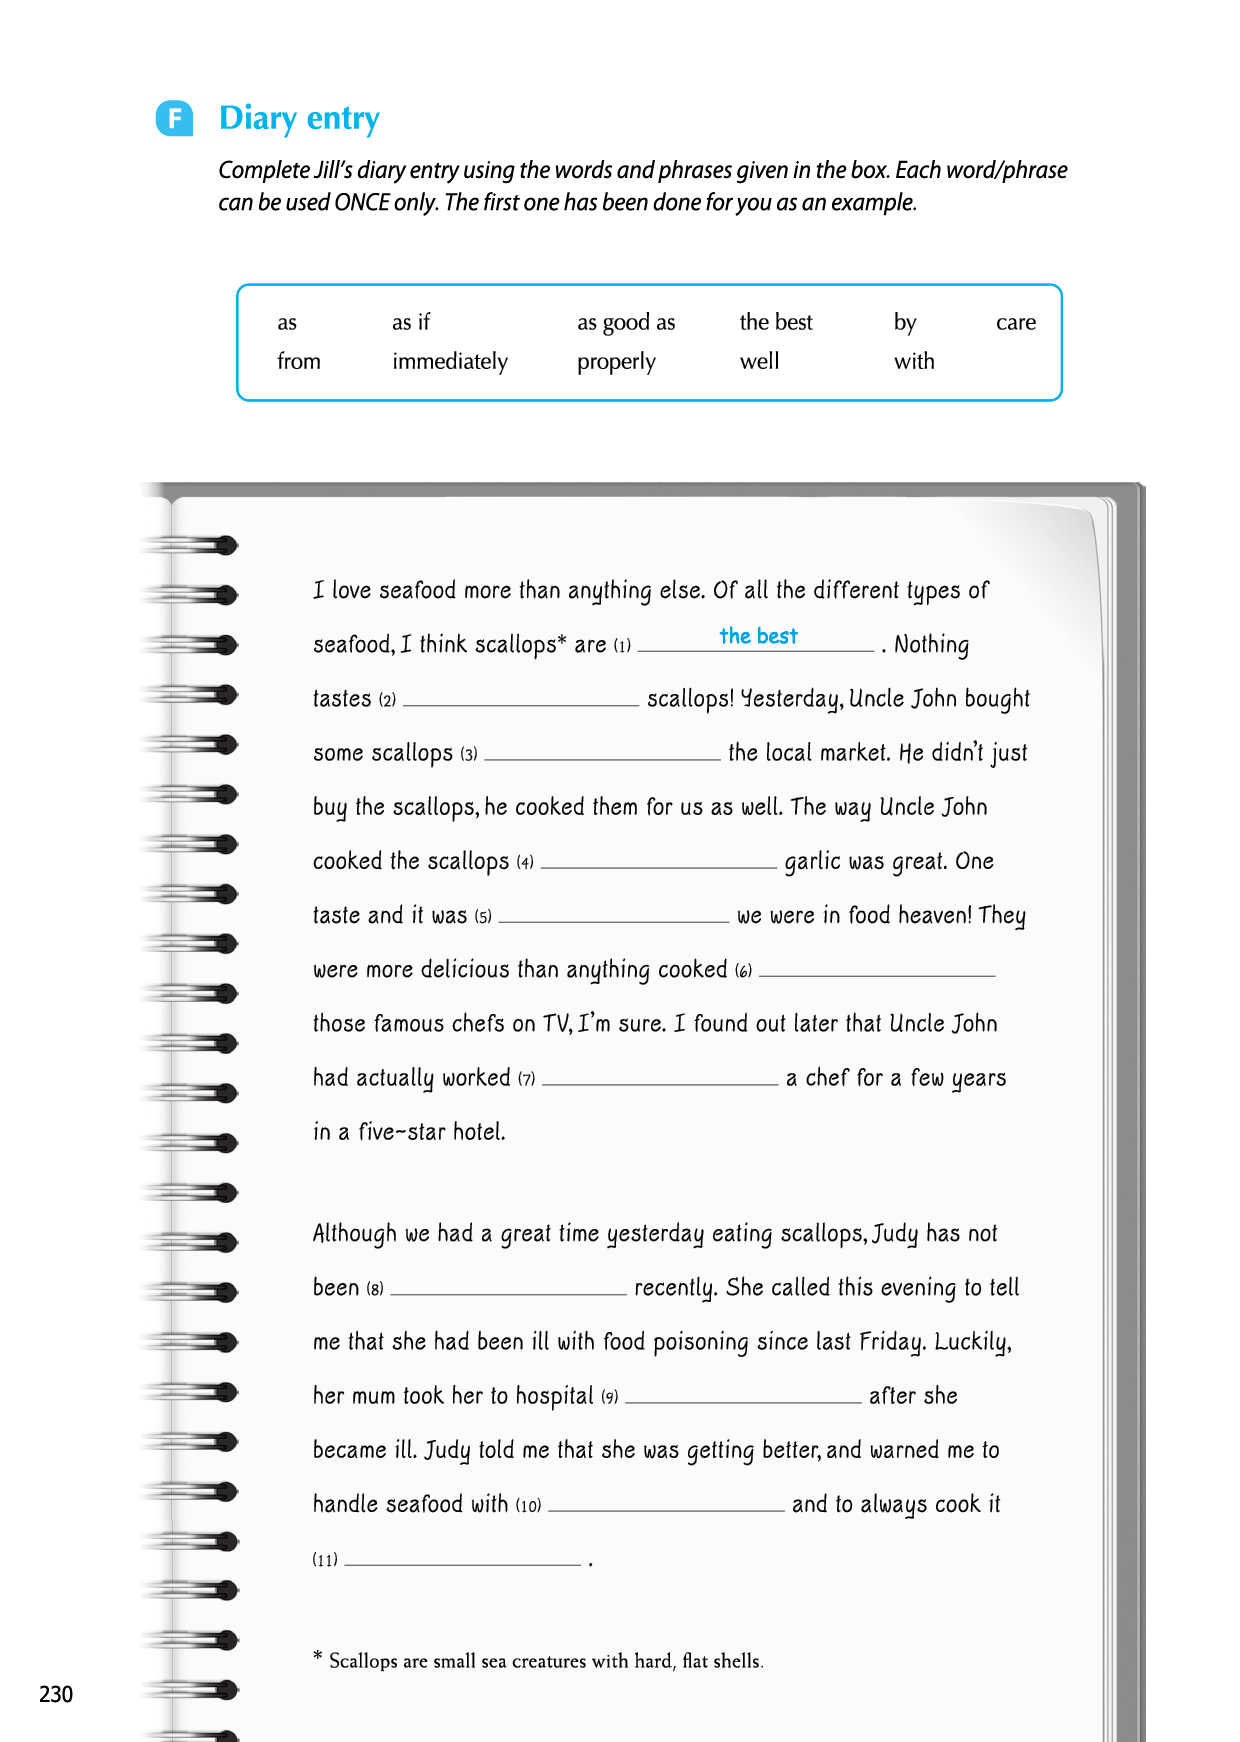 F Diary entry
Complete Jill's diary entry using the words and phrases given in the box. Each word/phrase
can be used ONCE only. The first one has been done for you as an example.
as as if as good as the best by care
from immediately properly well with
I love seafood more than anything else. Of all the different types of
seafood, I think scallops* are (1) the best . Nothing
tastes (2) ____ scallops! Yesterday, Uncle John bought
some scallops (3) ____ the local market. He didn't just
buy the scallops, he cooked them for us as well. The way Uncle John
cooked the scallops (4) ____ garlic was great. One
taste and it was (5) ____ we were in food heaven! They
were more delicious than anything cooked (6) ____
those famous chefs on TV, I'm sure. I found out later that Uncle John
had actually worked (7) ____ a chef for a few years
in a five-star hotel.
Although we had a great time yesterday eating scallops, Judy has not
been (8) ____ recently. She called this evening to tell
me that she had been ill with food poisoning since last Friday. Luckily,
her mum took her to hospital (9) ____ after she
became ill. Judy told me that she was getting better, and warned me to
handle seafood with (10) ____ and to always cook it
(11) ____ .
* Scallops are small sea creatures with hard, flat shells.
230